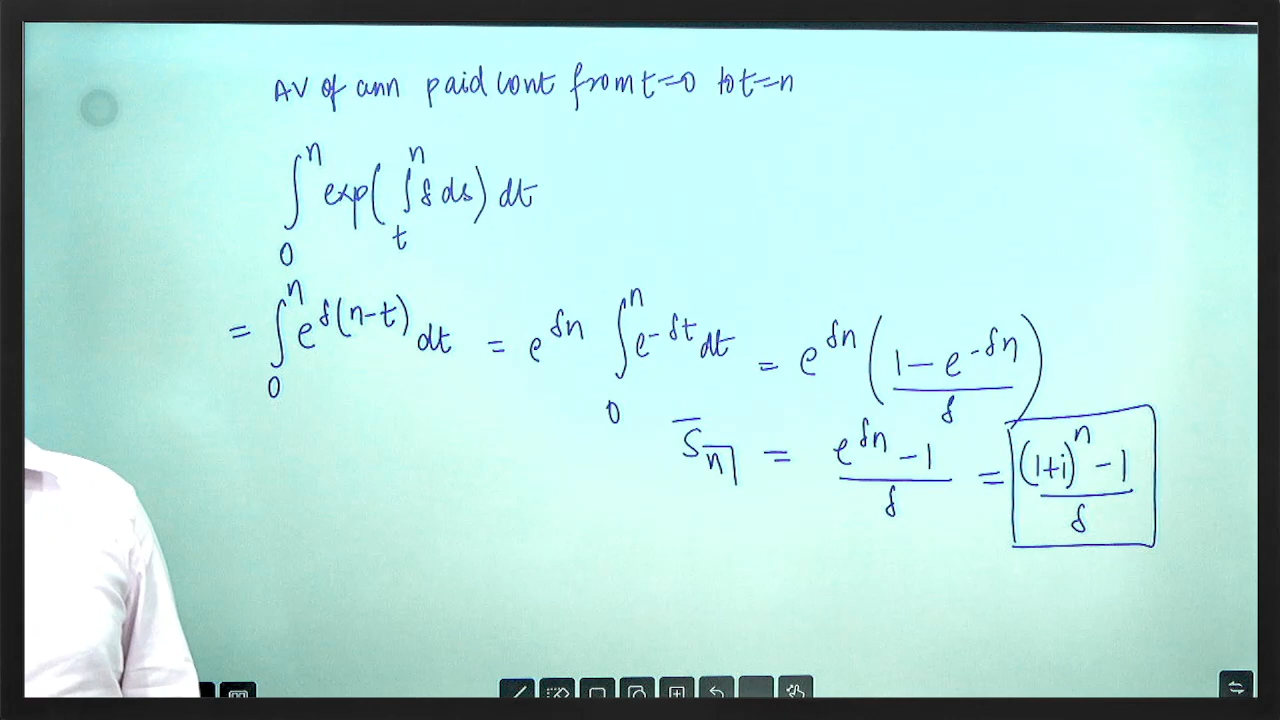 AV of ann paid cont from t=0 to t=n
∫₀ⁿ exp( ∫ₜⁿ δ ds) dt
= ∫₀ⁿ e^{δ(n-t)} dt = e^{δn} ∫₀ⁿ e^{-δt} dt = e^{δn} ( (1 - e^{-δn}) / δ )
S̄_{n̅|} = (e^{δn} - 1) / δ = ((1+i)^n - 1) / δ